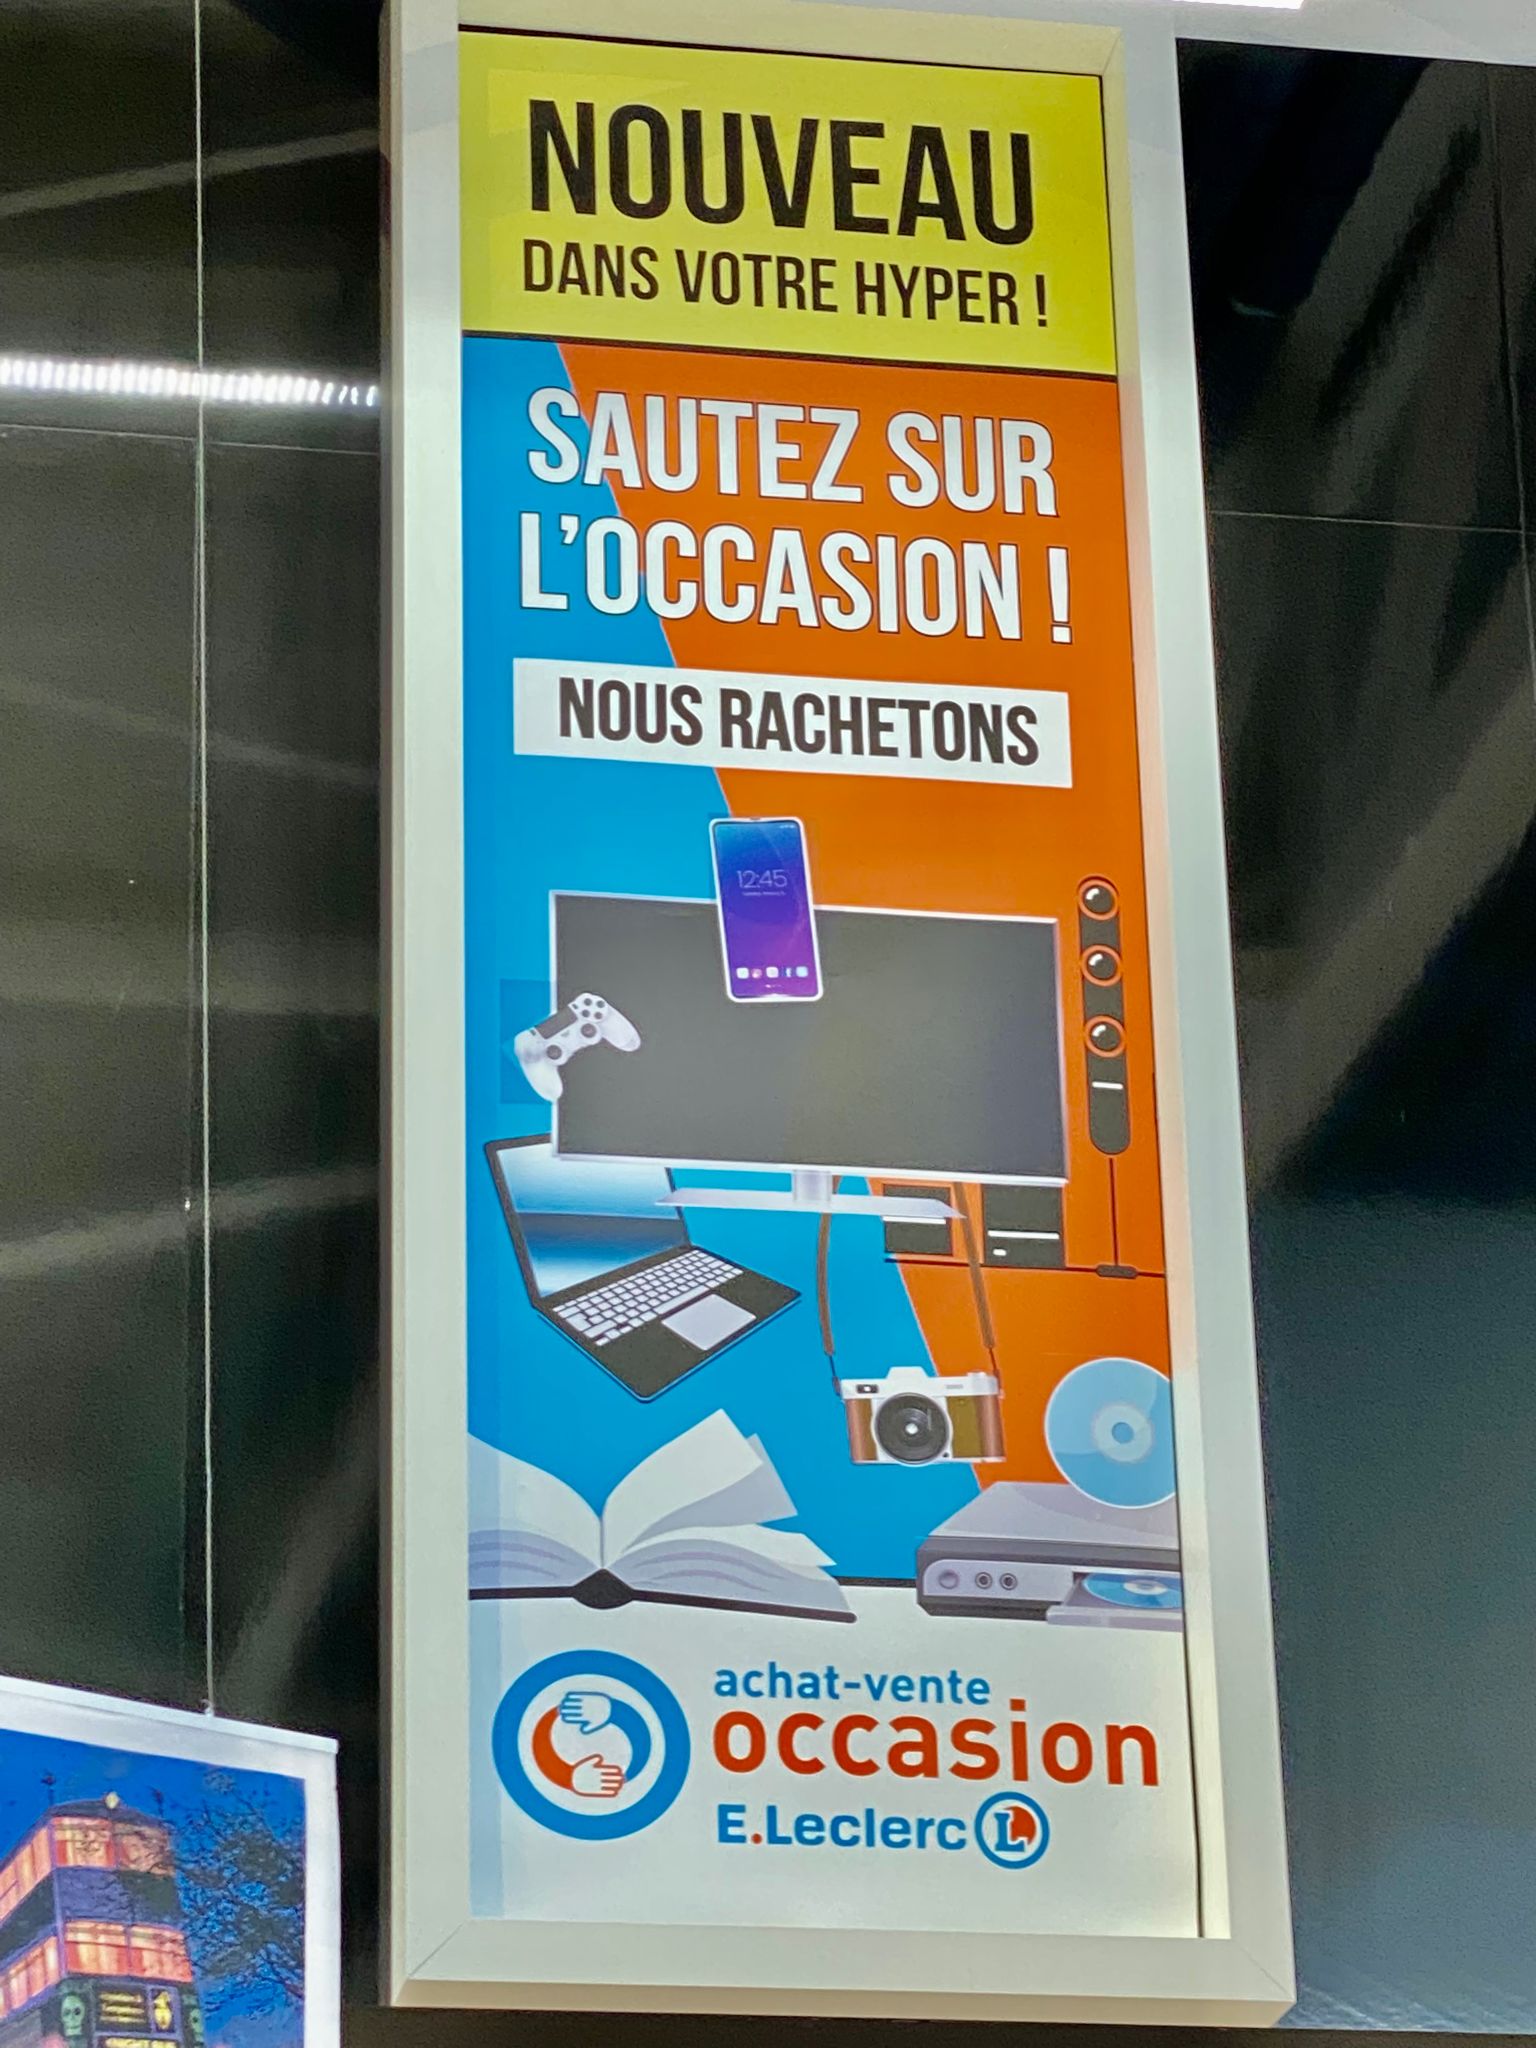 NOUVEAU
DANS VOTRE HYPER !
SAUTEZ SUR
L'OCCASION !
NOUS RACHETONS
12:45
achat-vente
occasion
E.Leclerc L